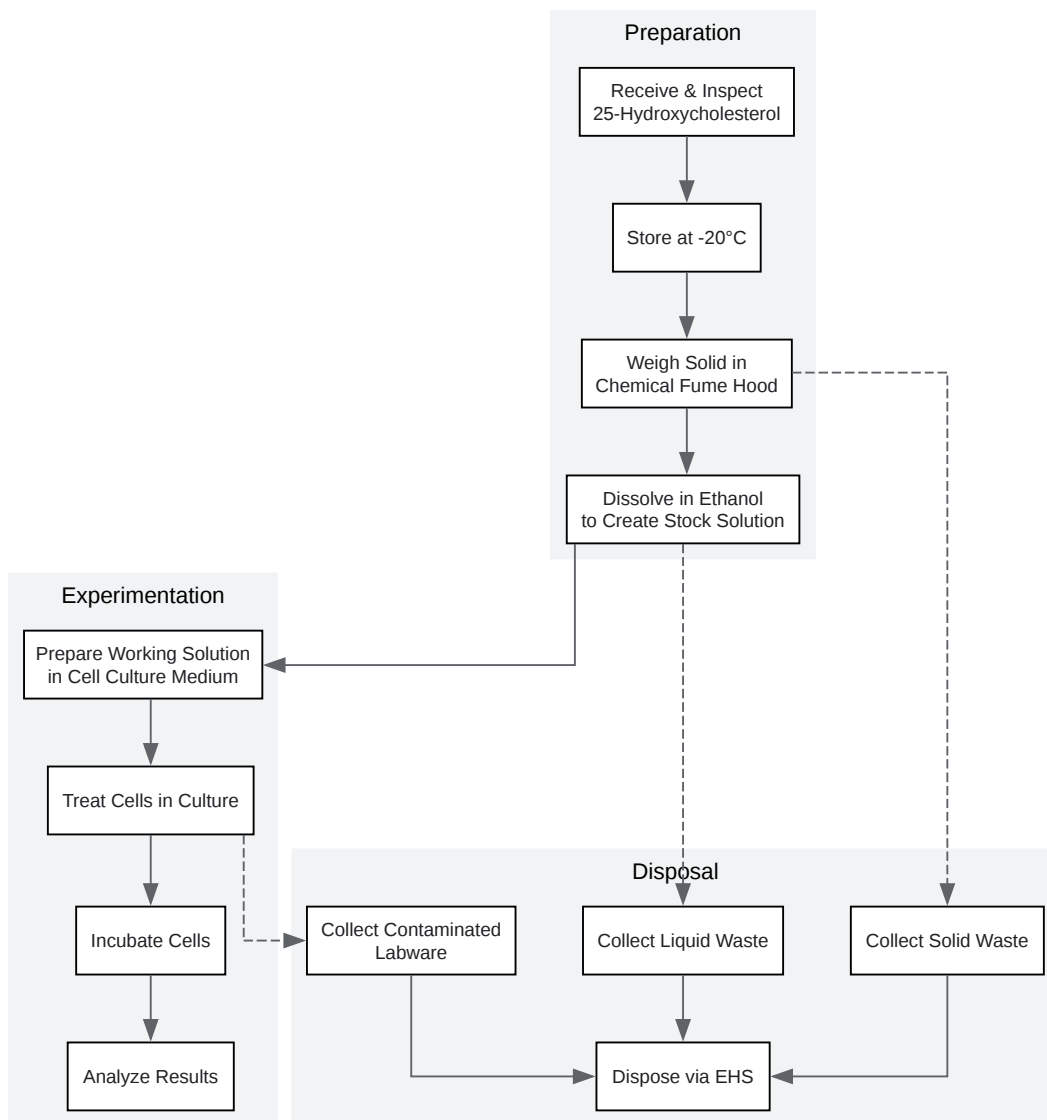 Preparation
Receive & Inspect
25-Hydroxycholesterol
Store at -20°C
Weigh Solid in
Chemical Fume Hood
Dissolve in Ethanol
to Create Stock Solution
Experimentation
Prepare Working Solution
in Cell Culture Medium
Treat Cells in Culture
Incubate Cells
Analyze Results
Disposal
Collect Contaminated
Labware
Collect Liquid Waste
Collect Solid Waste
Dispose via EHS